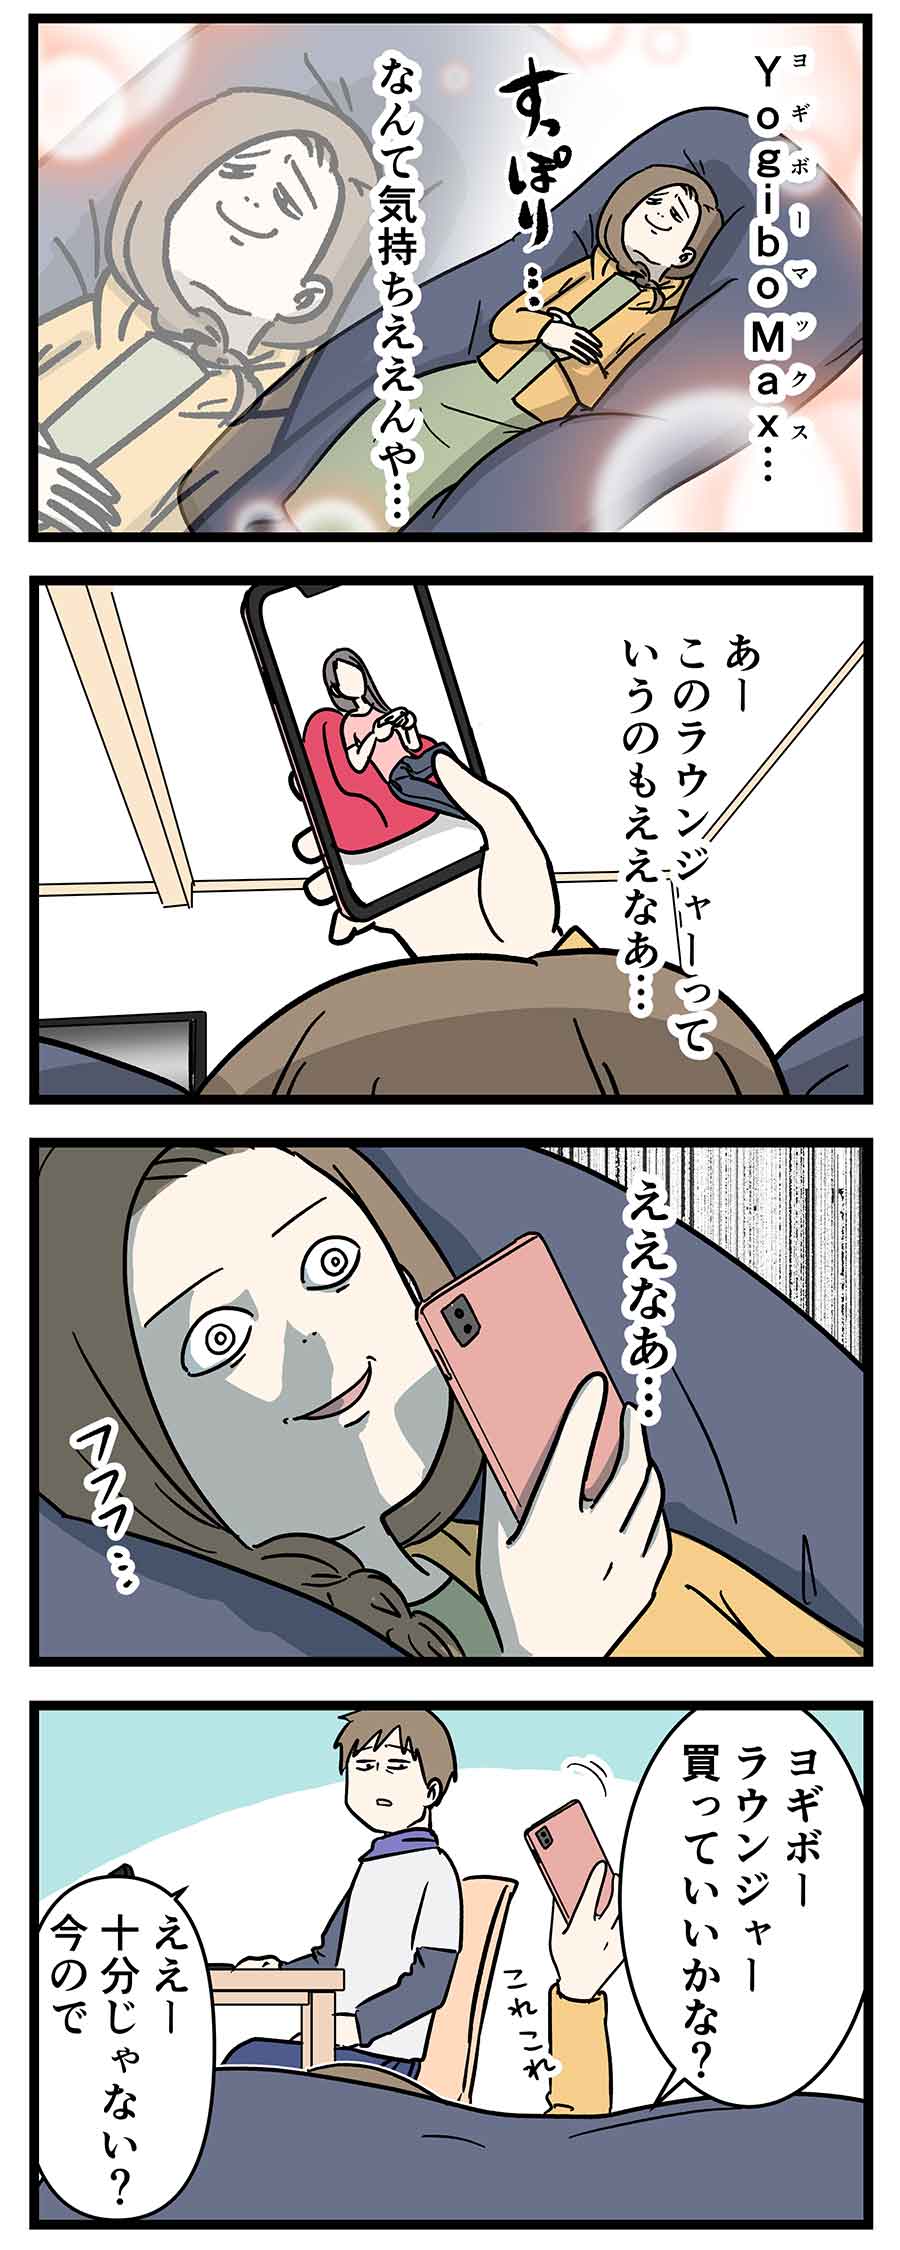 Yogibo Max…
ヨギボーマックス
すっぽり…
なんて気持ちええんや…
あー
このラウンジャーって
いうのもええなあ…
ええなあ…
フフフ…
ヨギボー
ラウンジャー
買っていいかな?
これこれ
ええー
十分じゃない?
今ので